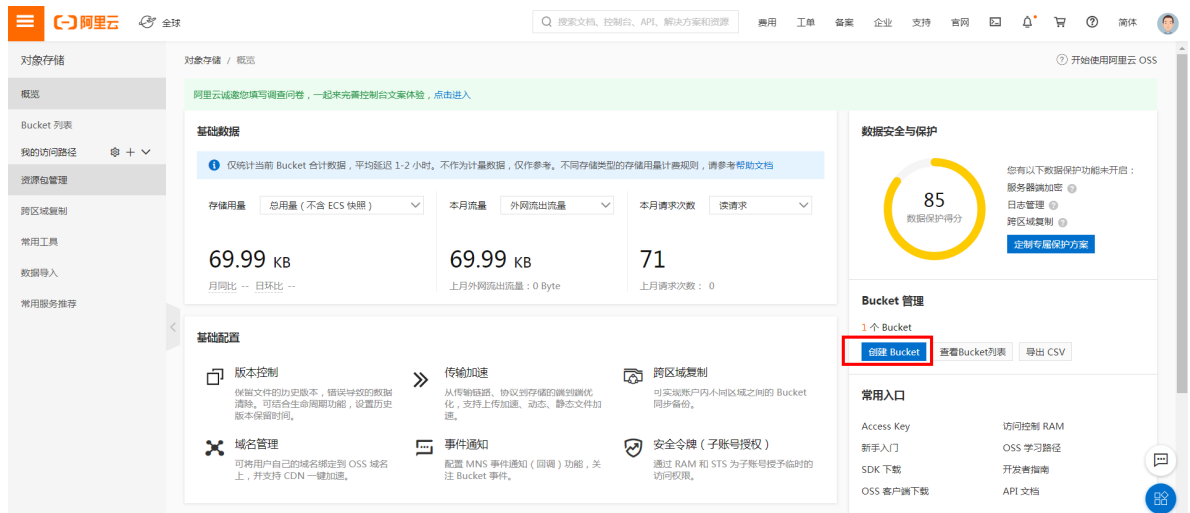 阿里云 全球 搜索文档、控制台、API、解决方案和资源 费用 工单 备案 企业 支持 官网 简体
对象存储
概览
Bucket 列表
我的访问路径
资源包管理
跨区域复制
常用工具
数据导入
常用服务推荐
对象存储 / 概览
开始使用阿里云 OSS
阿里云诚邀您填写调查问卷，一起来完善控制台文案体验，点击进入
基础数据
仅统计当前 Bucket 合计数据，平均延迟 1-2 小时。不作为计量数据，仅作参考。不同存储类型的存储用量计费规则，请参考帮助文档
存储用量 总用量（不含 ECS 快照） 本月流量 外网流出流量 本月请求次数 读请求
69.99 KB 69.99 KB 71
月同比 -- 日环比 -- 上月外网流出流量：0 Byte 上月请求次数： 0
基础配置
版本控制
保留文件的历史版本，错误导致的数据
清除。可结合生命周期功能，设置历史
版本保留时间。
传输加速
从传输链路、协议到存储的端到端优
化，支持上传加速、动态、静态文件加
速。
跨区域复制
可实现账户内不同区域之间的 Bucket
同步备份。
域名管理
可将用户自己的域名绑定到 OSS 域名
上，并支持 CDN 一键加速。
事件通知
配置 MNS 事件通知（回调）功能，关
注 Bucket 事件。
安全令牌（子账号授权）
通过 RAM 和 STS 为子账号授予临时的
访问权限。
数据安全与保护
85
数据保护得分
您有以下数据保护功能未开启：
服务器端加密
日志管理
跨区域复制
定制专属保护方案
Bucket 管理
1 个 Bucket
创建 Bucket 查看Bucket列表 导出 CSV
常用入口
Access Key 访问控制 RAM
新手入门 OSS 学习路径
SDK 下载 开发者指南
OSS 客户端下载 API 文档